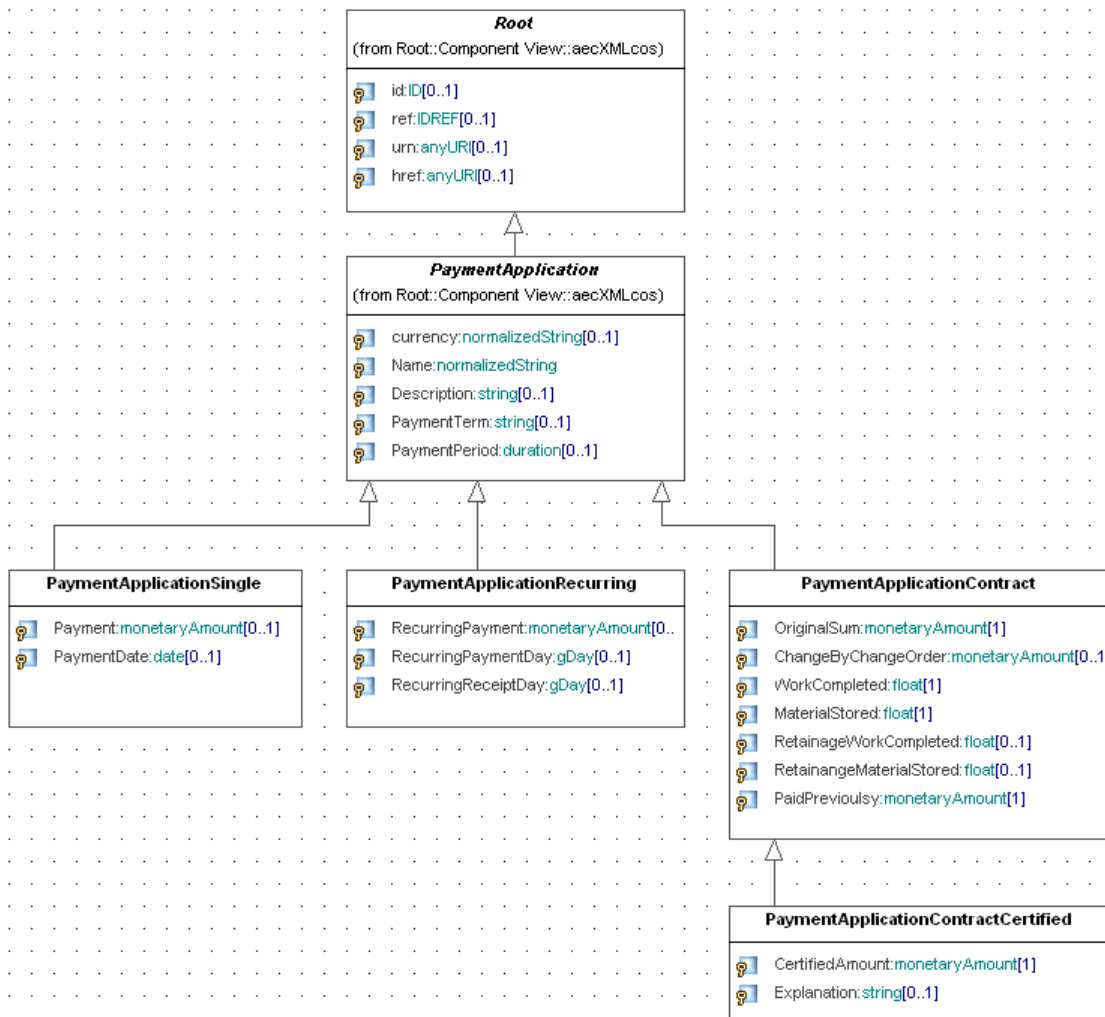 Root
(from Root::Component View::aecXMLcos)
id:ID[0..1]
ref:IDREF[0..1]
urn:anyURI[0..1]
href:anyURI[0..1]
PaymentApplication
(from Root::Component View::aecXMLcos)
currency:normalizedString[0..1]
Name:normalizedString
Description:string[0..1]
PaymentTerm:string[0..1]
PaymentPeriod:duration[0..1]
PaymentApplicationSingle
Payment:monetaryAmount[0..1]
PaymentDate:date[0..1]
PaymentApplicationRecurring
RecurringPayment:monetaryAmount[0..
RecurringPaymentDay:gDay[0..1]
RecurringReceiptDay:gDay[0..1]
PaymentApplicationContract
OriginalSum:monetaryAmount[1]
ChangeByChangeOrder:monetaryAmount[0..1
WorkCompleted:float[1]
MaterialStored:float[1]
RetainageWorkCompleted:float[0..1]
RetainangeMaterialStored:float[0..1]
PaidPrevioulsy:monetaryAmount[1]
PaymentApplicationContractCertified
CertifiedAmount:monetaryAmount[1]
Explanation:string[0..1]